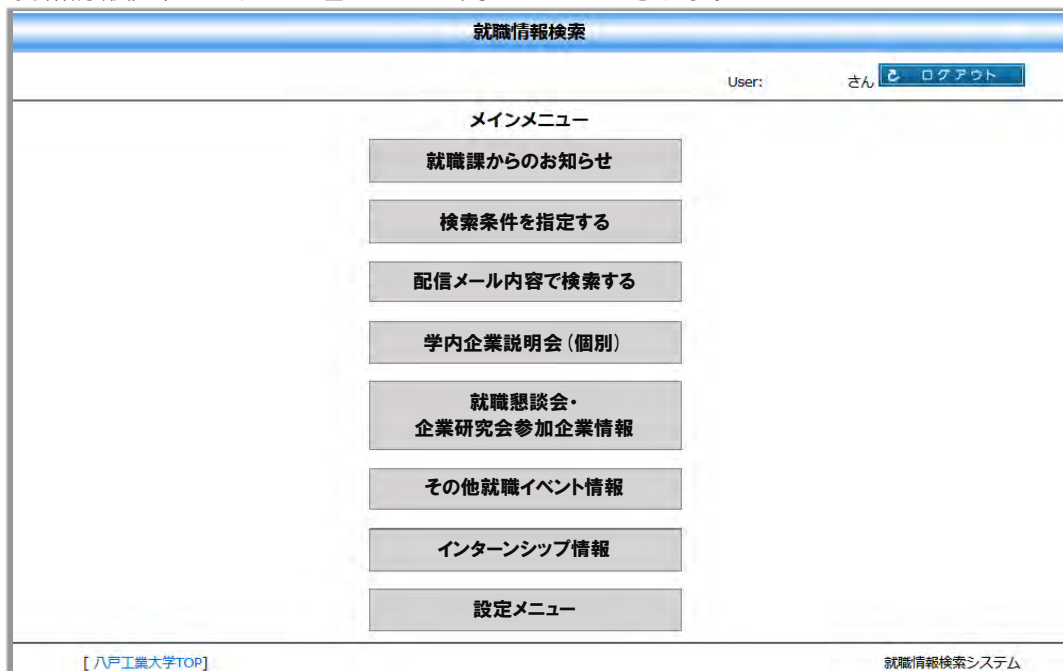 就職情報検索
User: さん ログアウト
メインメニュー
就職課からのお知らせ
検索条件を指定する
配信メール内容で検索する
学内企業説明会(個別)
就職懇談会・
企業研究会参加企業情報
その他就職イベント情報
インターンシップ情報
設定メニュー
[ 八戸工業大学TOP] 就職情報検索システム